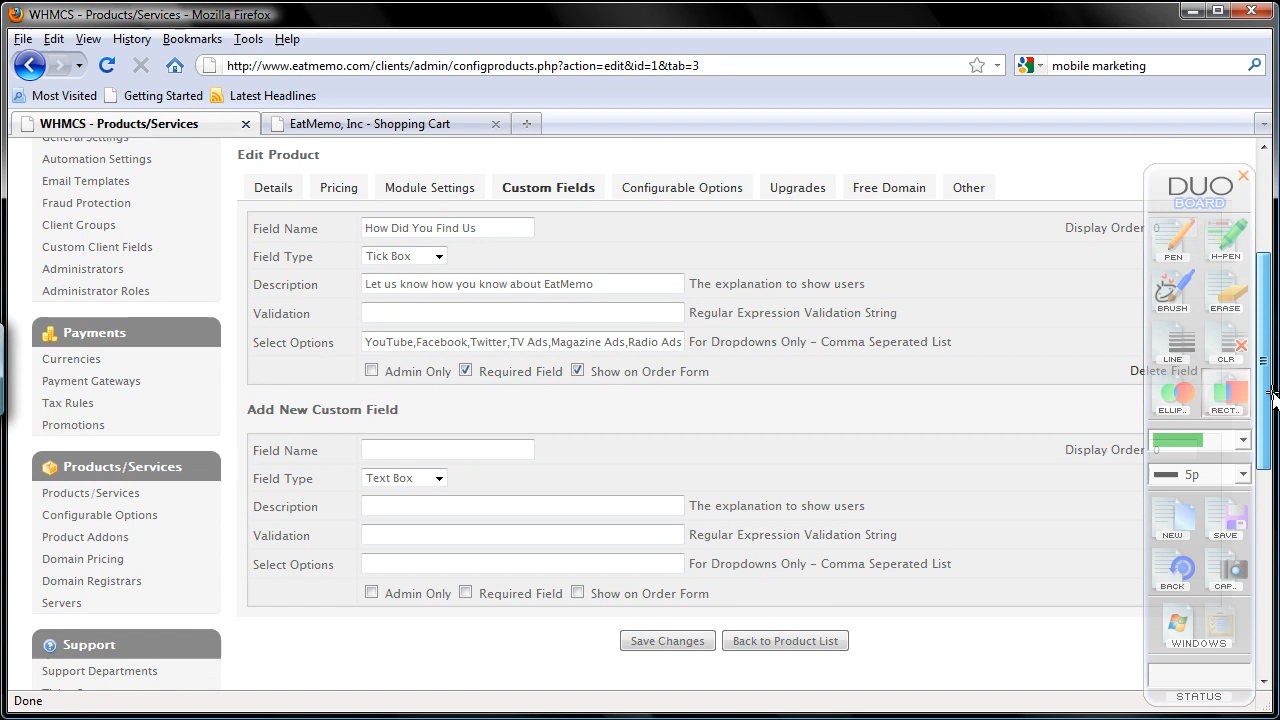 WHMCS - Products/Services - Mozilla Firefox
File Edit View History Bookmarks Tools Help
http://www.eatmemo.com/clients/admin/configproducts.php?action=edit&id=1&tab=3
mobile marketing
Most Visited Getting Started Latest Headlines
WHMCS - Products/Services
EatMemo, Inc - Shopping Cart
General Settings
Automation Settings
Email Templates
Fraud Protection
Client Groups
Custom Client Fields
Administrators
Administrator Roles
Payments
Currencies
Payment Gateways
Tax Rules
Promotions
Products/Services
Products/Services
Configurable Options
Product Addons
Domain Pricing
Domain Registrars
Servers
Support
Support Departments
Edit Product
Details Pricing Module Settings Custom Fields Configurable Options Upgrades Free Domain Other
Field Name How Did You Find Us Display Order 0
Field Type Tick Box
Description Let us know how you know about EatMemo The explanation to show users
Validation Regular Expression Validation String
Select Options YouTube,Facebook,Twitter,TV Ads,Magazine Ads,Radio Ads For Dropdowns Only - Comma Seperated List
Admin Only Required Field Show on Order Form Delete Field
Add New Custom Field
Field Name Display Order 0
Field Type Text Box
Description The explanation to show users
Validation Regular Expression Validation String
Select Options For Dropdowns Only - Comma Seperated List
Admin Only Required Field Show on Order Form
Save Changes Back to Product List
DUO
BOARD
PEN H-PEN
BRUSH ERASE
LINE CLR
ELLIP.. RECT..
5p
NEW SAVE
BACK CAP..
WINDOWS
STATUS
Done